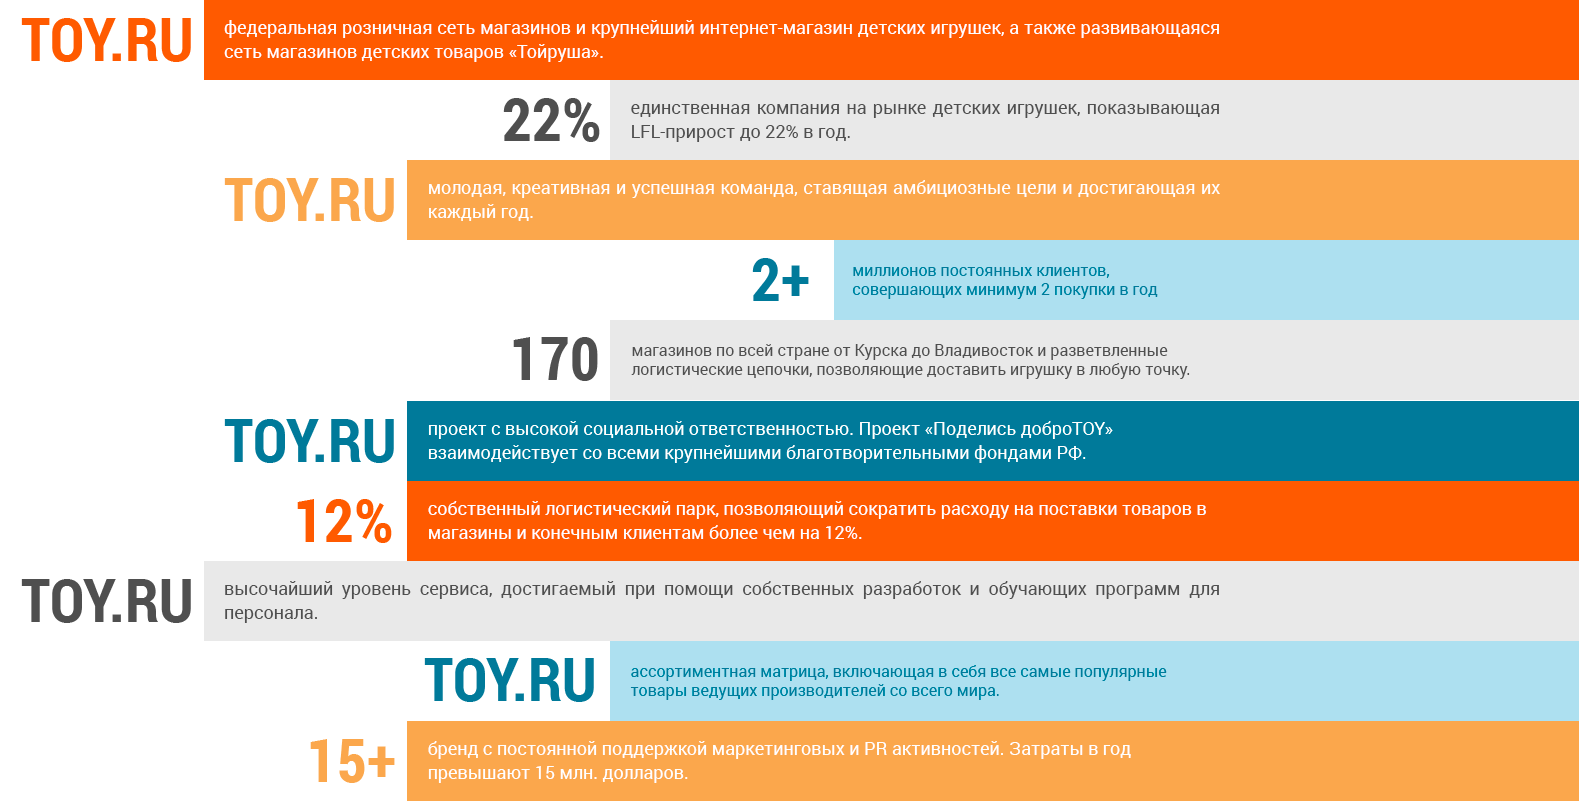 TOY.RU
федеральная розничная сеть магазинов и крупнейший интернет-магазин детских игрушек, а также развивающаяся
сеть магазинов детских товаров «Тойруша».
22%
единственная компания на рынке детских игрушек, показывающая
LFL-прирост до 22% в год.
TOY.RU
молодая, креативная и успешная команда, ставящая амбициозные цели и достигающая их
каждый год.
2+
миллионов постоянных клиентов,
совершающих минимум 2 покупки в год
170
магазинов по всей стране от Курска до Владивосток и разветвленные
логистические цепочки, позволяющие доставить игрушку в любую точку.
TOY.RU
проект с высокой социальной ответственностью. Проект «Поделись доброTOY»
взаимодействует со всеми крупнейшими благотворительными фондами РФ.
12%
собственный логистический парк, позволяющий сократить расходу на поставки товаров в
магазины и конечным клиентам более чем на 12%.
TOY.RU
высочайший уровень сервиса, достигаемый при помощи собственных разработок и обучающих программ для
персонала.
TOY.RU
ассортиментная матрица, включающая в себя все самые популярные
товары ведущих производителей со всего мира.
15+
бренд с постоянной поддержкой маркетинговых и PR активностей. Затраты в год
превышают 15 млн. долларов.